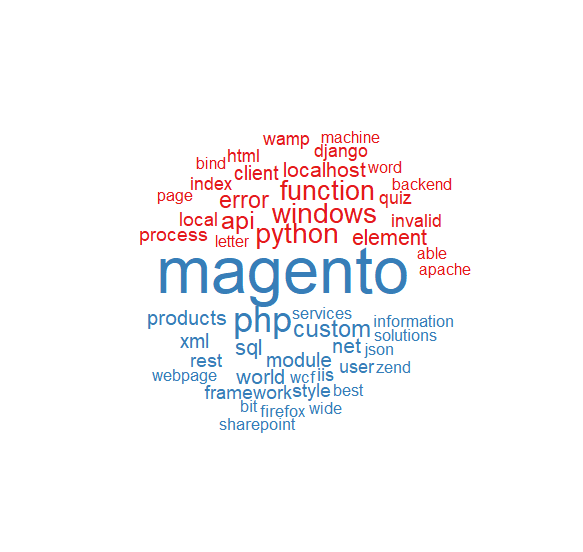 wamp machine
html django
bind client localhost word
index function backend
page error quiz
local api windows invalid
process letter python element
able
magento apache
products php services
custom information
xml sql net solutions
json
rest module user zend
webpage world wcf iis
framework style best
bit firefox wide
sharepoint